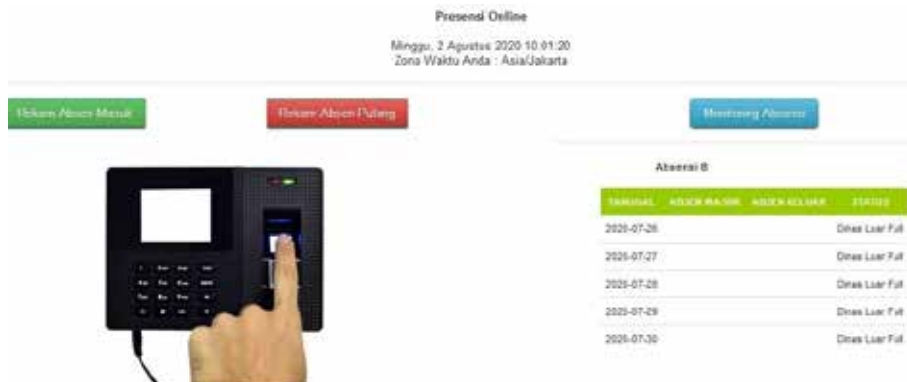 Presensi Online
Minggu, 2 Agustus 2020 10:01:20
Zona Waktu Anda : Asia/Jakarta
Rekam Absen Masuk
Rekam Absen Pulang
Monitoring Absensi
Absensi B
TANGGAL ABSEN MASUK ABSEN KELUAR STATUS
2020-07-26 Dinas Luar Full
2020-07-27 Dinas Luar Full
2020-07-28 Dinas Luar Full
2020-07-29 Dinas Luar Full
2020-07-30 Dinas Luar Full